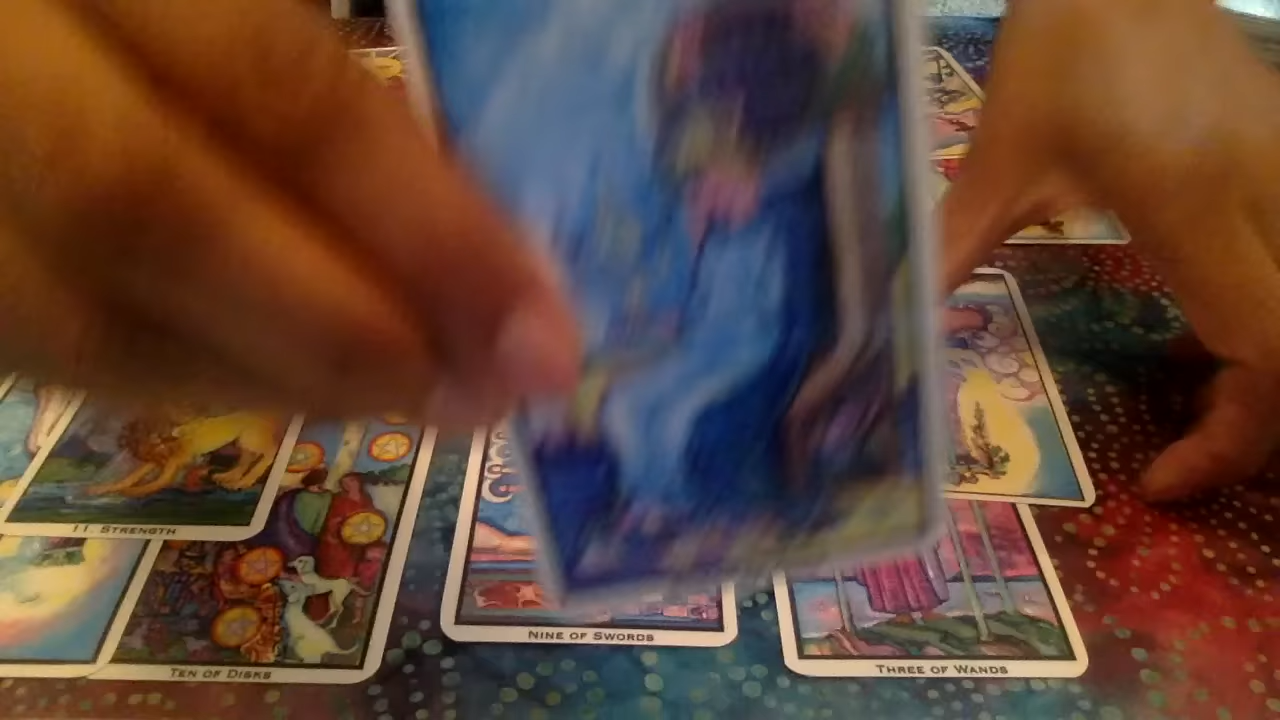 11. STRENGTH
TEN OF DISKS
NINE OF SWORDS
THREE OF WANDS